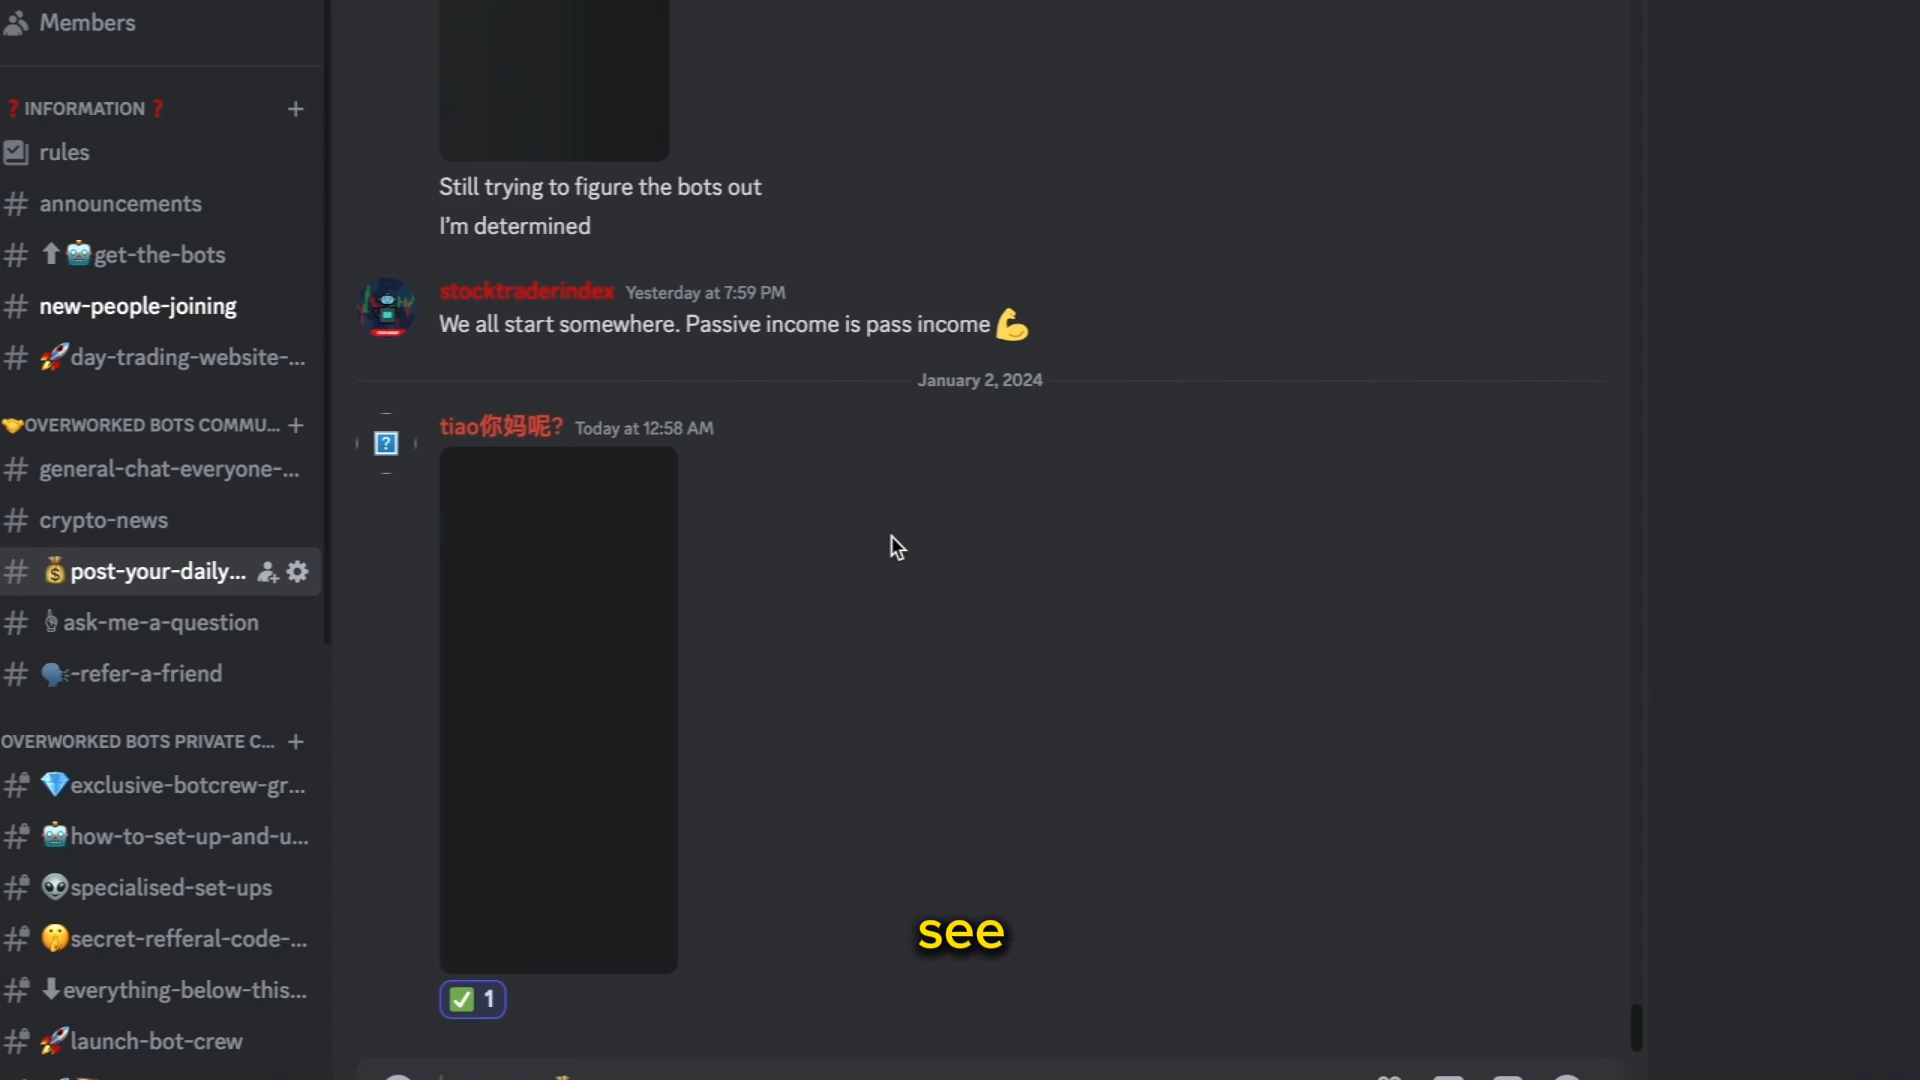 Members
❓INFORMATION❓
rules
announcements
⬆🤖get-the-bots
new-people-joining
🚀day-trading-website-...
🤝OVERWORKED BOTS COMMU...
general-chat-everyone-...
crypto-news
💰post-your-daily...
☝ask-me-a-question
🗣-refer-a-friend
OVERWORKED BOTS PRIVATE C...
💎exclusive-botcrew-gr...
🤖how-to-set-up-and-u...
👽specialised-set-ups
🤫secret-refferal-code-...
⬇everything-below-this...
🚀launch-bot-crew
Still trying to figure the bots out
I'm determined
stocktraderindex Yesterday at 7:59 PM
We all start somewhere. Passive income is pass income 💪
January 2, 2024
tiao你妈呢? Today at 12:58 AM
✅ 1
see